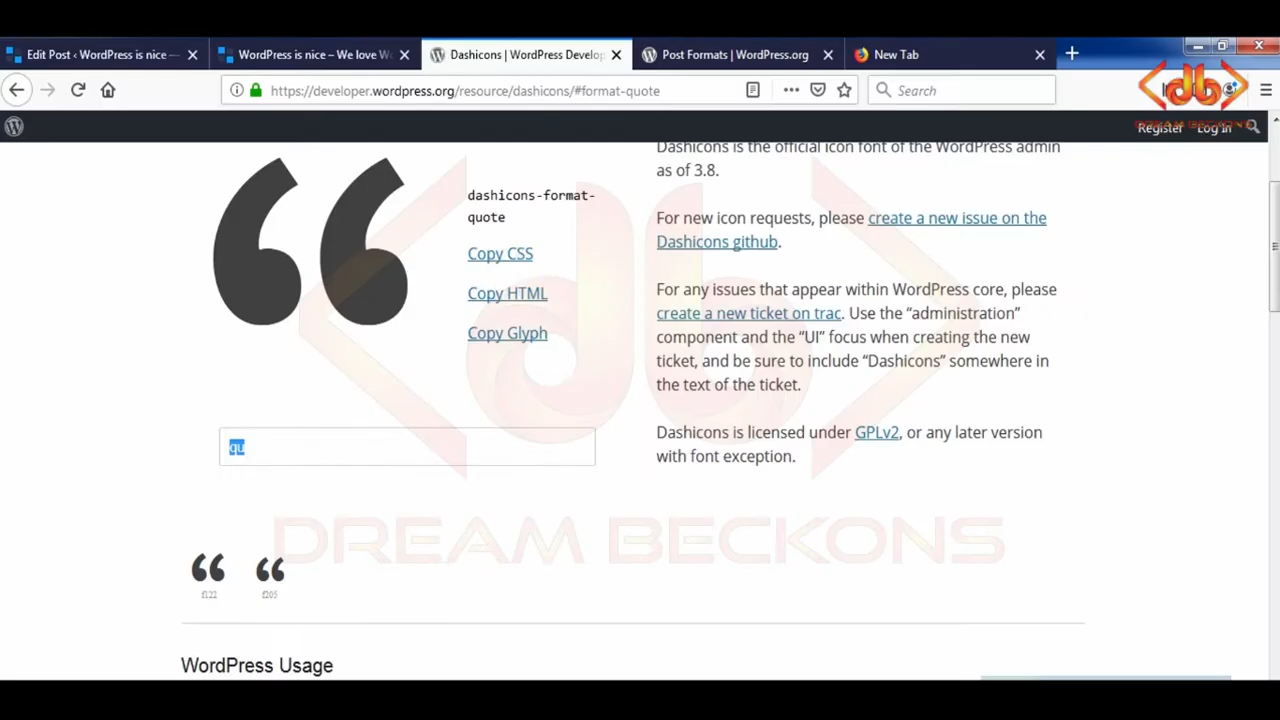 Edit Post ‹ WordPress is nice —
WordPress is nice – We love Wo
Dashicons | WordPress Develop
Post Formats | WordPress.org
New Tab
https://developer.wordpress.org/resource/dashicons/#format-quote
Search
DREAM BECKONS
Register
Log In
Dashicons is the official icon font of the WordPress admin
as of 3.8.
dashicons-format-
quote
For new icon requests, please create a new issue on the
Dashicons github.
Copy CSS
Copy HTML
Copy Glyph
For any issues that appear within WordPress core, please
create a new ticket on trac. Use the “administration”
component and the “UI” focus when creating the new
ticket, and be sure to include “Dashicons” somewhere in
the text of the ticket.
Dashicons is licensed under GPLv2, or any later version
with font exception.
qu
DREAM BECKONS
f122
f205
WordPress Usage